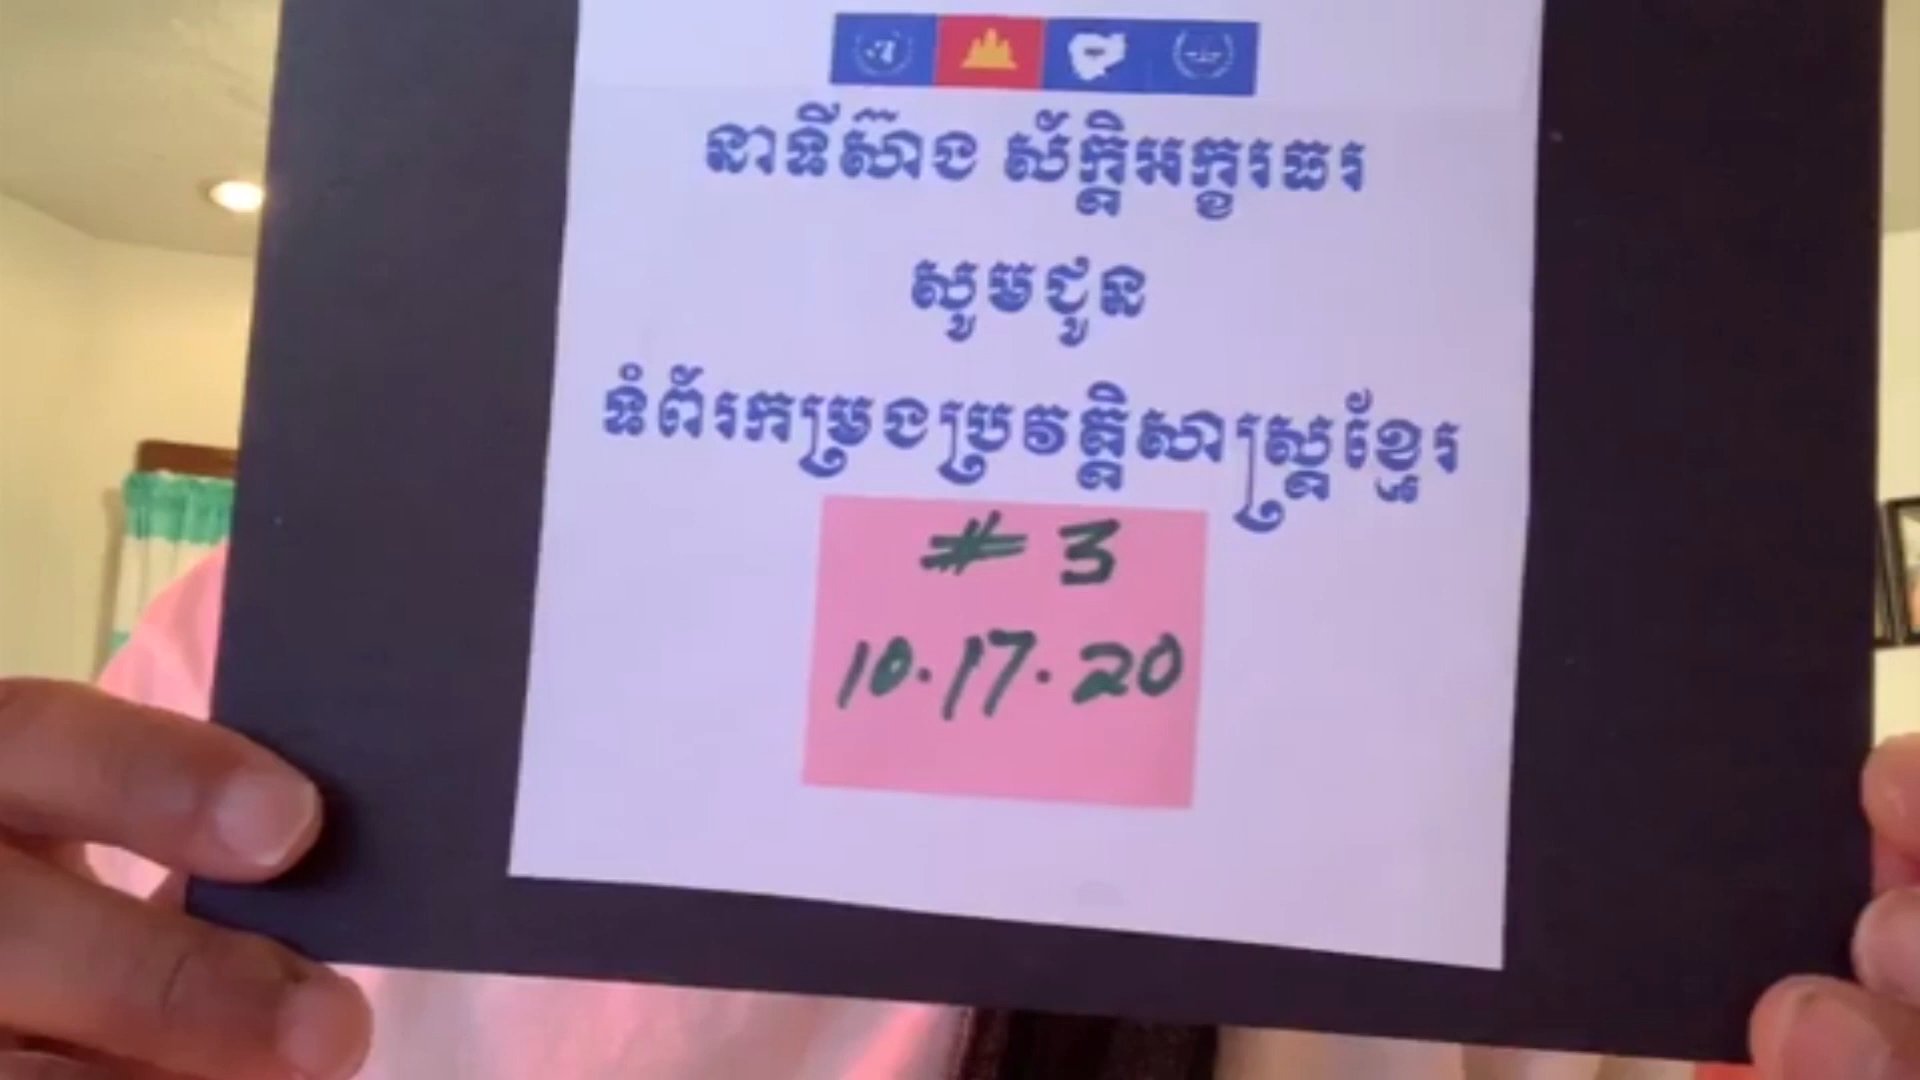 នាទីស៊ាង ស័ក្តិអក្ខរធរ
សូមជូន
ទំព័រកម្រងប្រវត្តិសាស្ត្រខ្មែរ
# 3
10.17.20